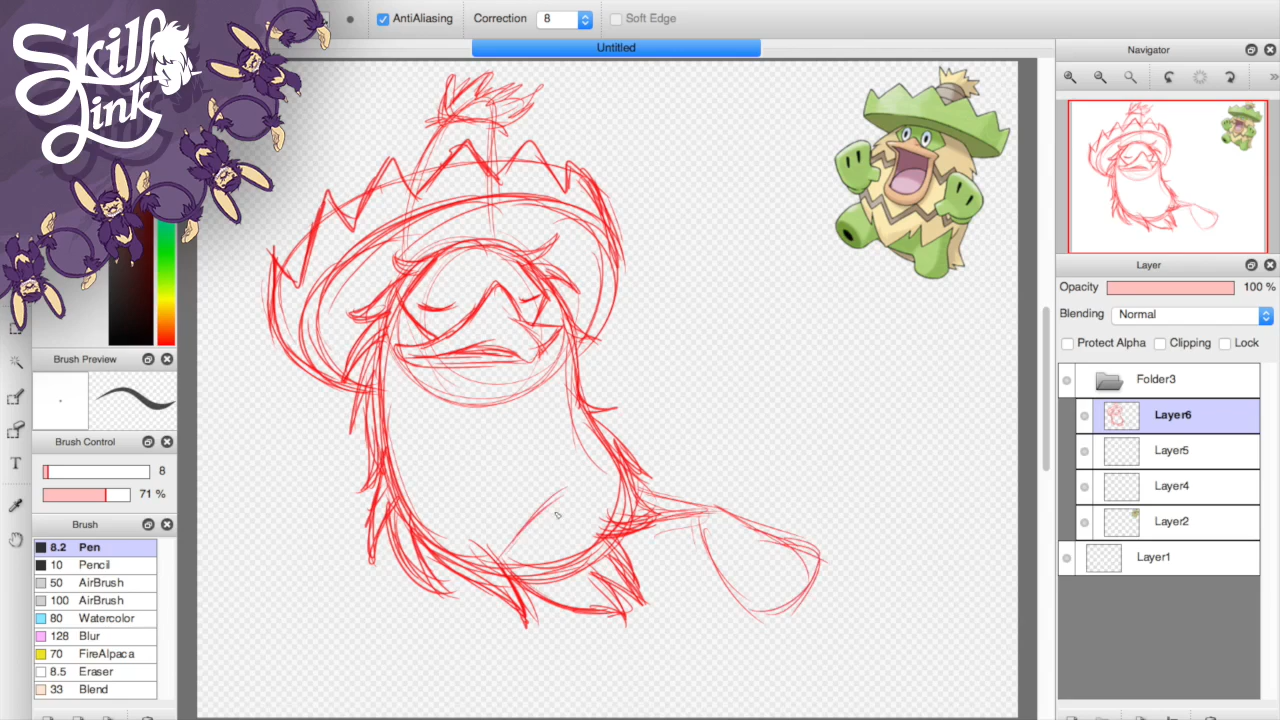 Skill
Link
AntiAliasing
Correction
8
Soft Edge
Untitled
Navigator
Layer
Opacity
100 %
Blending
Normal
Protect Alpha
Clipping
Lock
Folder3
Layer6
Layer5
Layer4
Layer2
Layer1
Brush Preview
Brush Control
8
71 %
Brush
8.2 Pen
10 Pencil
50 AirBrush
100 AirBrush
80 Watercolor
128 Blur
70 FireAlpaca
8.5 Eraser
33 Blend